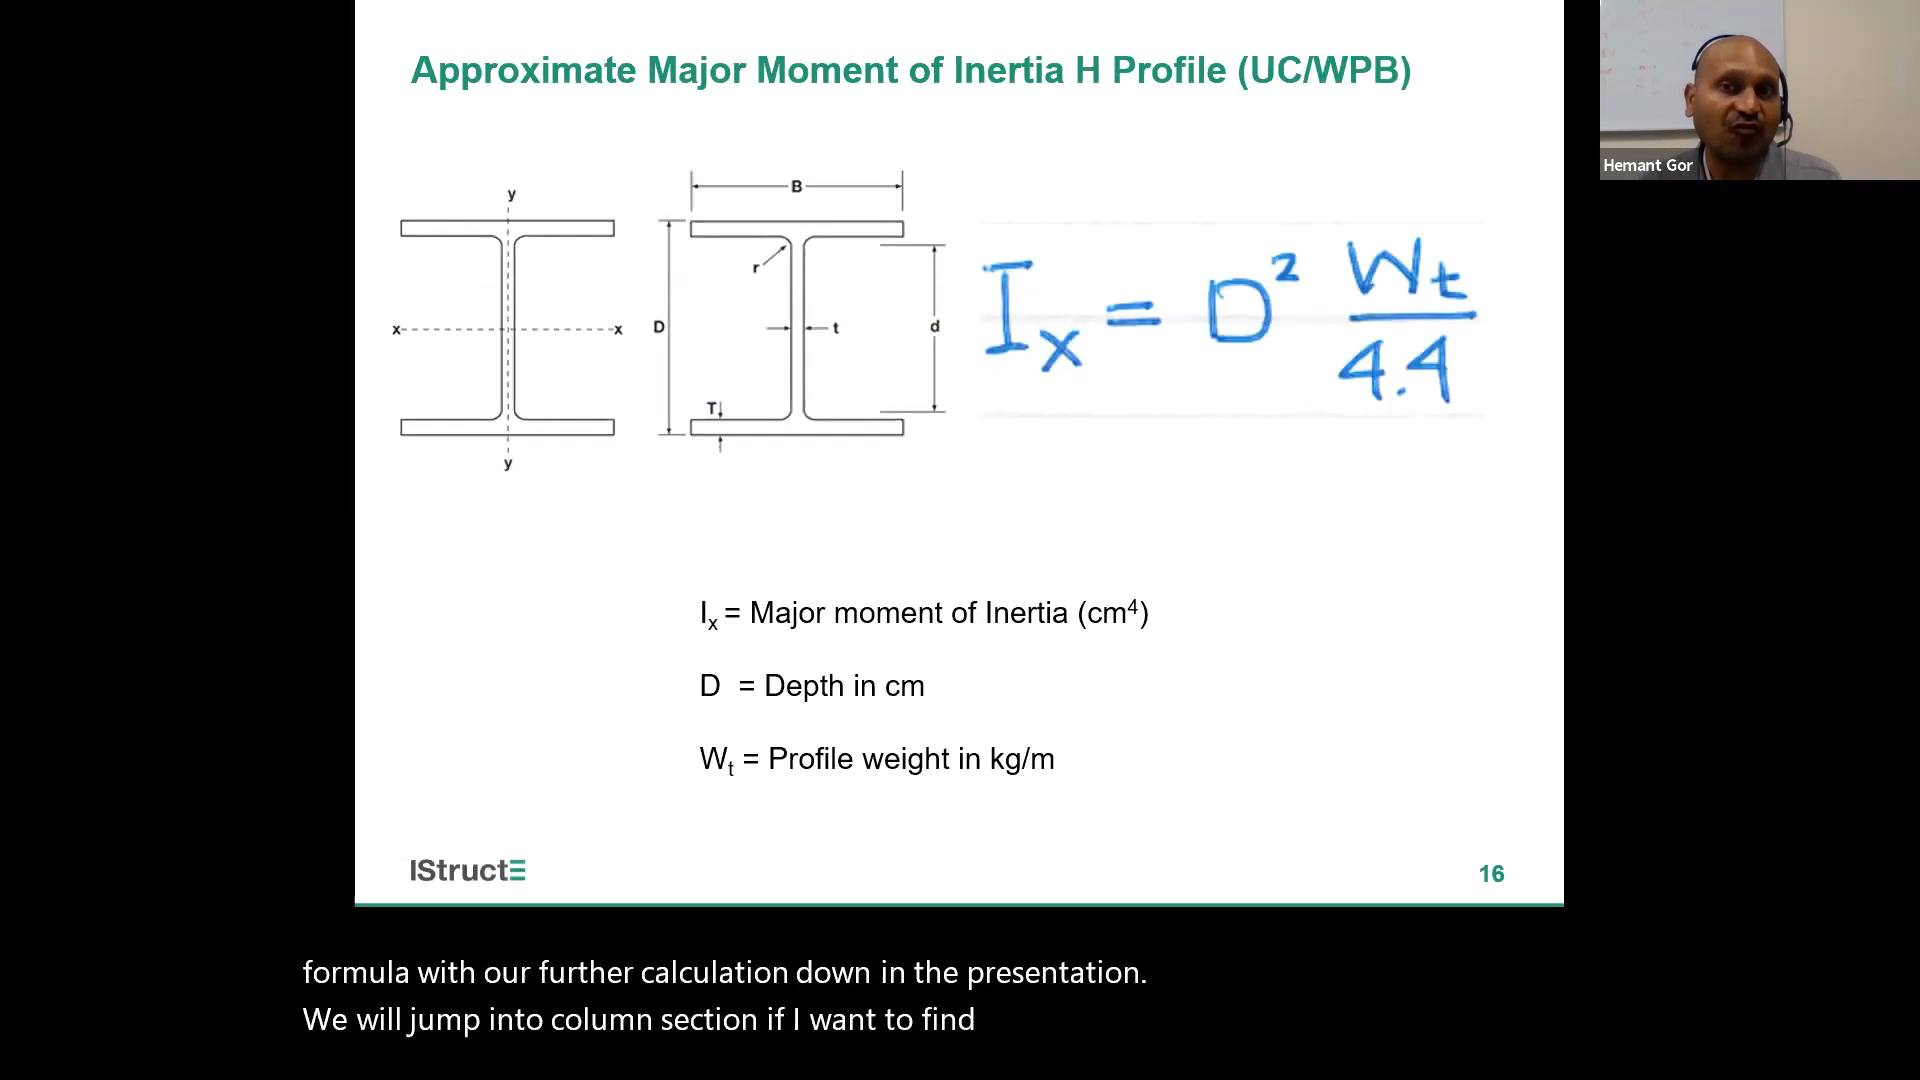 Approximate Major Moment of Inertia H Profile (UC/WPB)
Hemant Gor
y
x
x
y
B
D
r
t
d
T
Iₓ = D² Wt/4.4
Iₓ = Major moment of Inertia (cm⁴)
D = Depth in cm
Wₜ = Profile weight in kg/m
IStructE
16
formula with our further calculation down in the presentation.
We will jump into column section if I want to find